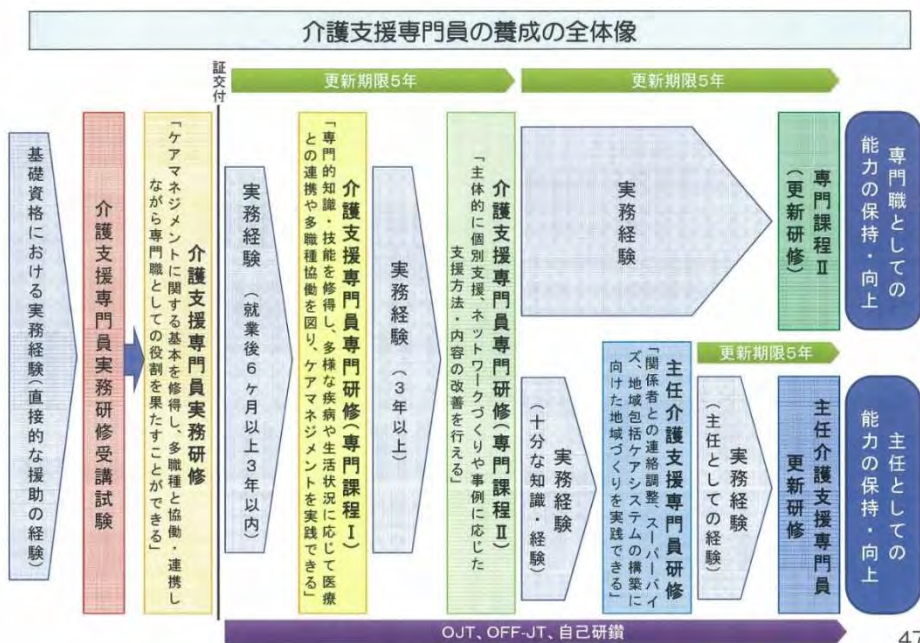 介護支援専門員の養成の全体像
証交付
更新期限5年
更新期限5年
基礎資格における実務経験(直接的な援助の経験)
介護支援専門員実務研修受講試験
介護支援専門員実務研修
「ケアマネジメントに関する基本を修得し、多職種と協働・連携し
ながら専門職としての役割を果たすことができる」
実務経験 (就業後6ヶ月以上3年以内)
介護支援専門員専門研修(専門課程Ⅰ)
「専門的知識・技能を修得し、多様な疾病や生活状況に応じて医療
との連携や多職種協働を図り、ケアマネジメントを実践できる」
実務経験 (3年以上)
介護支援専門員専門研修(専門課程Ⅱ)
「主体的に個別支援、ネットワークづくりや事例に応じた
支援方法・内容の改善を行える」
実務経験
専門課程Ⅱ
(更新研修)
専門職としての
能力の保持・向上
実務経験
(十分な知識・経験)
主任介護支援専門員研修
「関係者との連絡調整、スーパーバイ
ズ、地域包括ケアシステムの構築に
向けた地域づくりを実践できる」
更新期限5年
実務経験
(主任としての経験)
主任介護支援専門員
更新研修
主任としての
能力の保持・向上
OJT、OFF-JT、自己研鑽